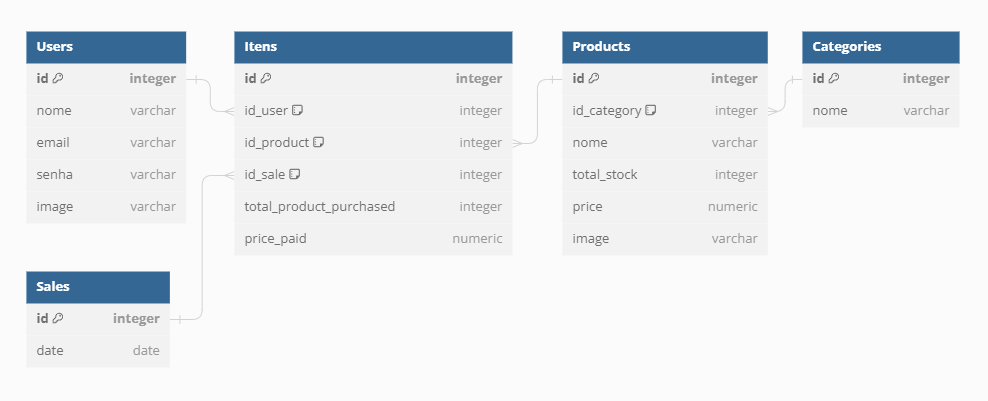 Users
id integer
nome varchar
email varchar
senha varchar
image varchar
Itens
id integer
id_user integer
id_product integer
id_sale integer
total_product_purchased integer
price_paid numeric
Products
id integer
id_category integer
nome varchar
total_stock integer
price numeric
image varchar
Categories
id integer
nome varchar
Sales
id integer
date date